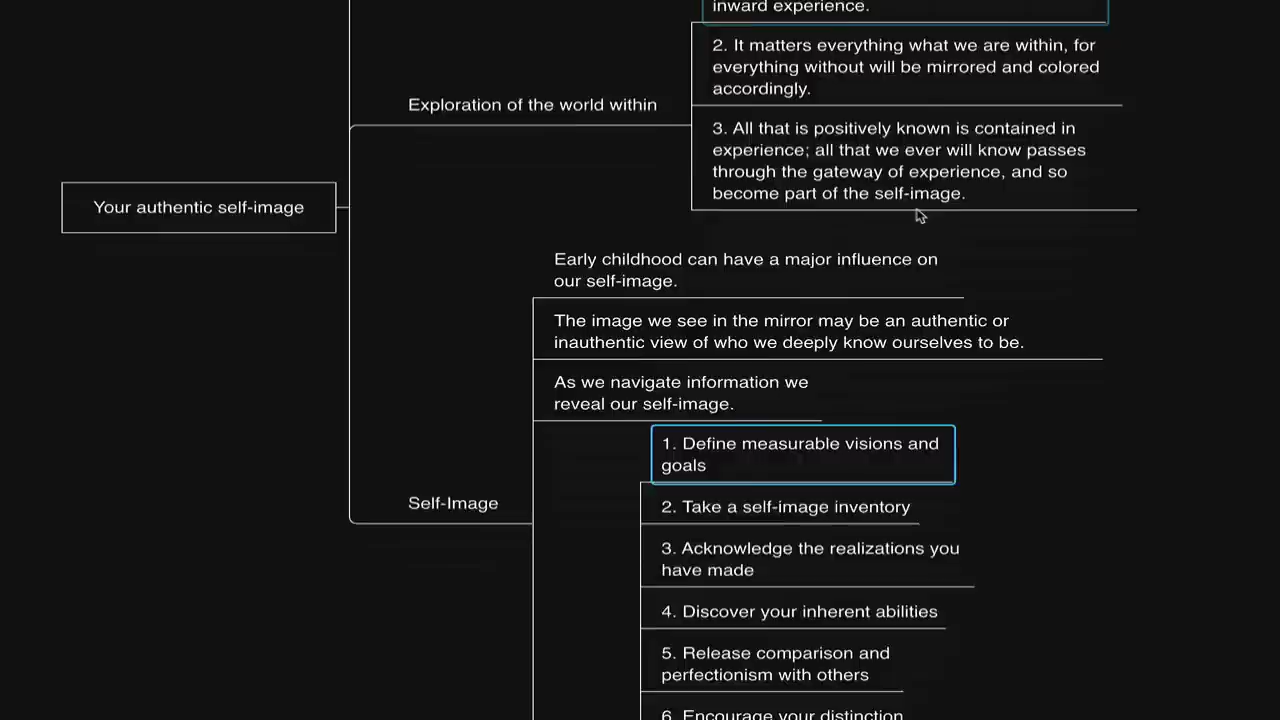 inward experience.
2. It matters everything what we are within, for
everything without will be mirrored and colored
accordingly.
Exploration of the world within
3. All that is positively known is contained in
experience; all that we ever will know passes
through the gateway of experience, and so
become part of the self-image.
Your authentic self-image
Early childhood can have a major influence on
our self-image.
The image we see in the mirror may be an authentic or
inauthentic view of who we deeply know ourselves to be.
As we navigate information we
reveal our self-image.
1. Define measurable visions and
goals
Self-Image
2. Take a self-image inventory
3. Acknowledge the realizations you
have made
4. Discover your inherent abilities
5. Release comparison and
perfectionism with others
6. Encourage your distinction